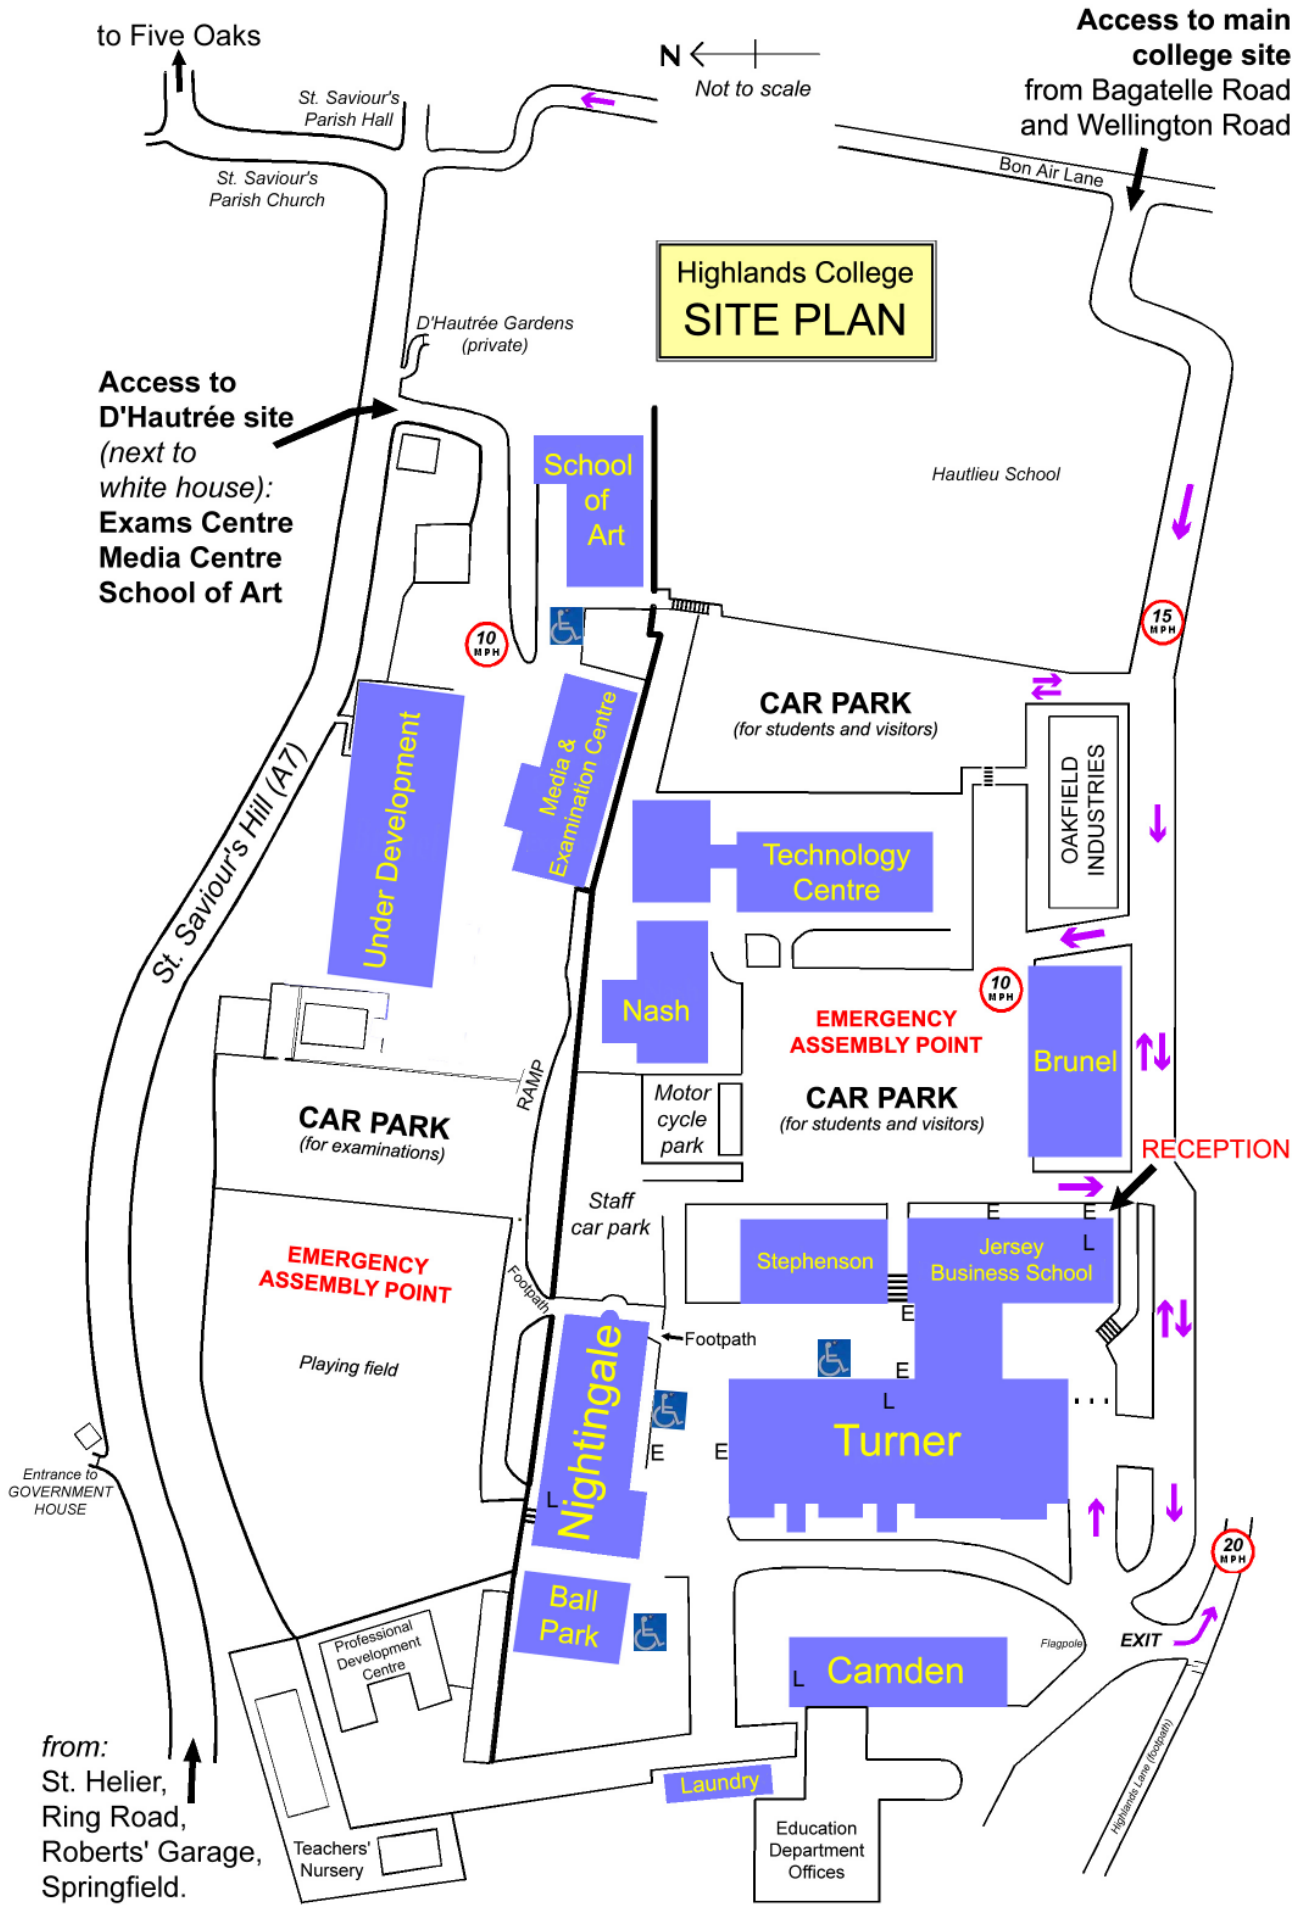 to Five Oaks
N
Not to scale
Access to main
college site
from Bagatelle Road
and Wellington Road
St. Saviour's
Parish Hall
St. Saviour's
Parish Church
Bon Air Lane
Highlands College
SITE PLAN
D'Hautrée Gardens
(private)
Access to
D'Hautrée site
(next to
white house):
Exams Centre
Media Centre
School of Art
School
of
Art
Hautlieu School
10
MPH
15
MPH
CAR PARK
(for students and visitors)
Media &
Examination Centre
Under Development
St. Saviour's Hill (A7)
OAKFIELD
INDUSTRIES
Technology
Centre
Nash
10
MPH
EMERGENCY
ASSEMBLY POINT
Brunel
RAMP
CAR PARK
(for examinations)
Motor
cycle
park
CAR PARK
(for students and visitors)
RECEPTION
Staff
car park
E
E
L
Stephenson
Jersey
Business School
EMERGENCY
ASSEMBLY POINT
Footpath
E
Footpath
Playing field
Nightingale
E
L
Turner
E
E
Entrance to
GOVERNMENT
HOUSE
L
20
MPH
Ball
Park
Professional
Development
Centre
Flagpole
EXIT
Camden
L
Highlands Lane (footpath)
from:
St. Helier,
Ring Road,
Roberts' Garage,
Springfield.
Laundry
Teachers'
Nursery
Education
Department
Offices